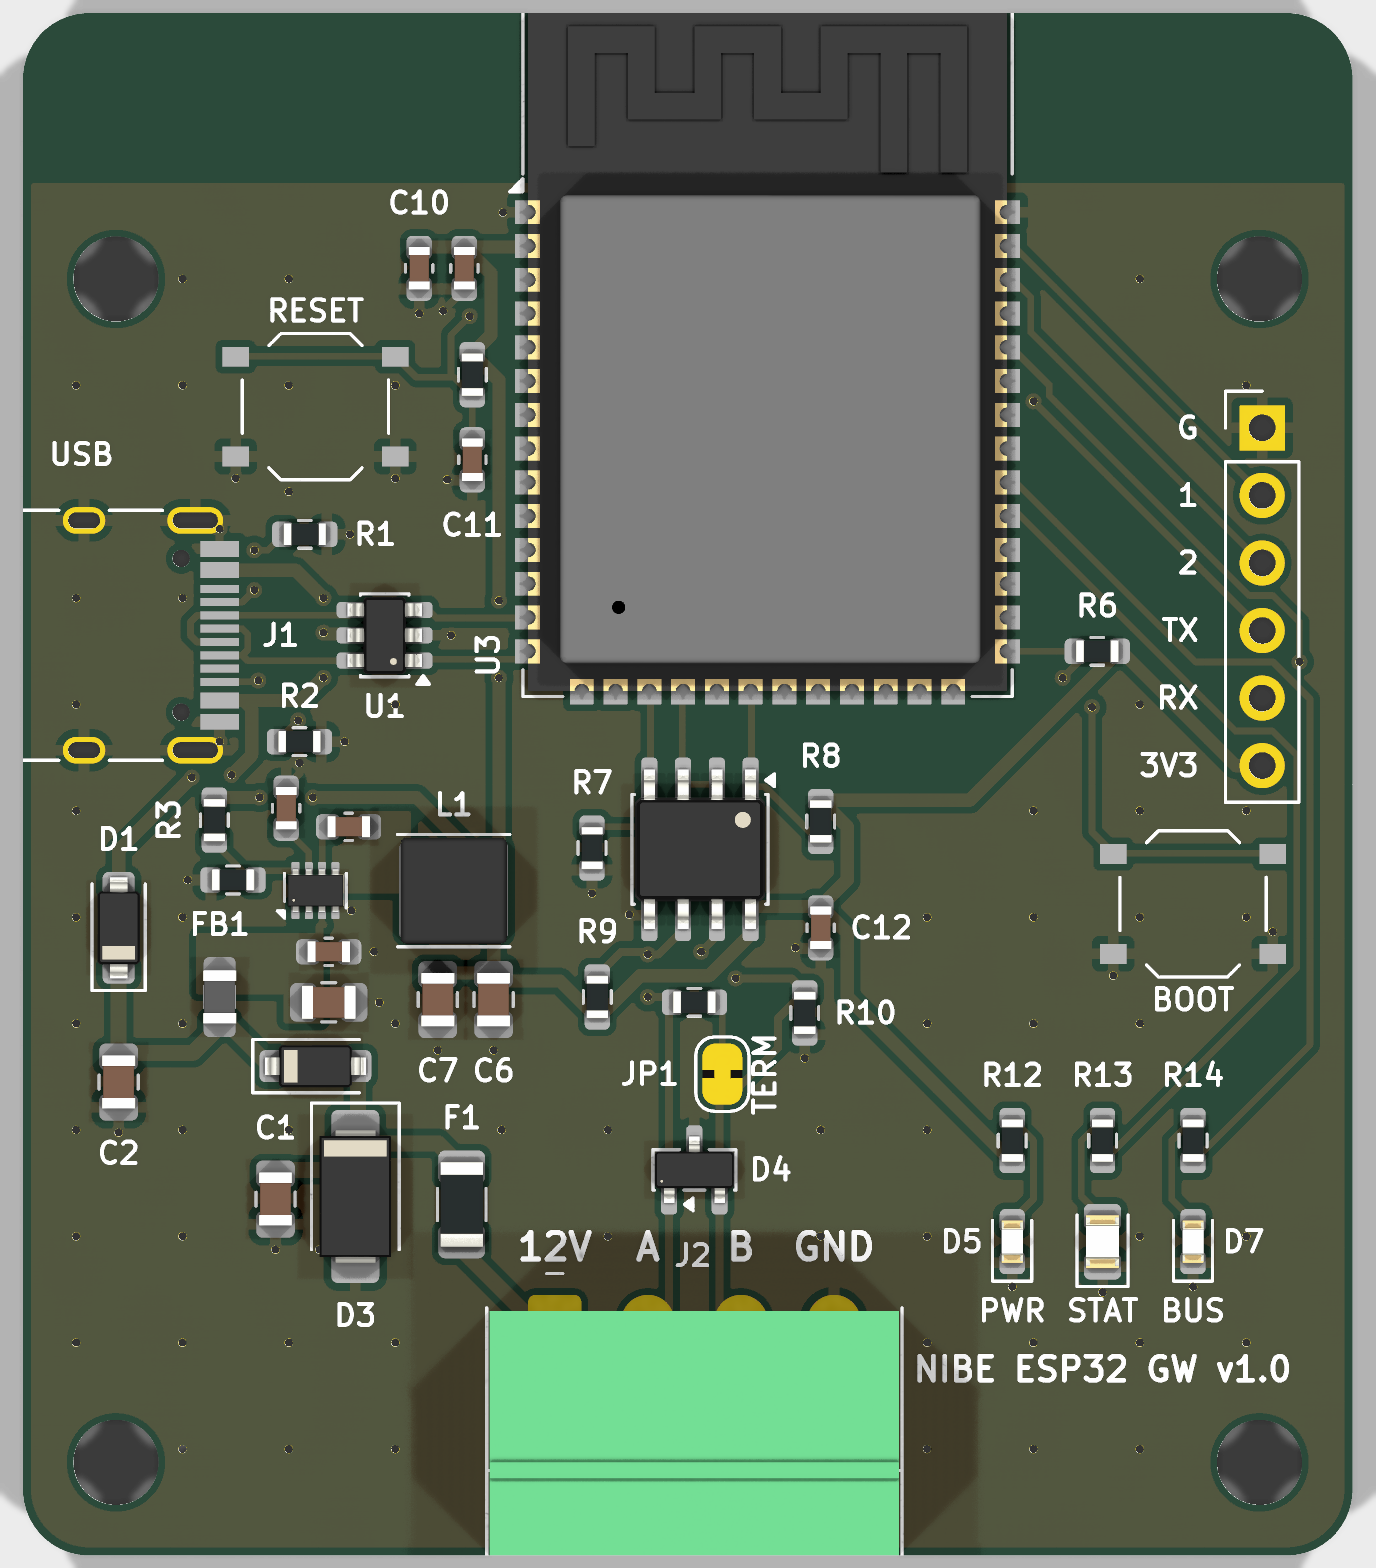 C10
RESET
USB
G
C11
R1
1
2
R6
TX
J1
U3
R2
U1
RX
3V3
R8
R7
L1
R3
D1
FB1
R9
C12
BOOT
R10
C7 C6
JP1
TERM
R12 R13 R14
C1
F1
C2
D4
12V A J2 B GND
D5
D7
D3
PWR STAT BUS
NIBE ESP32 GW v1.0